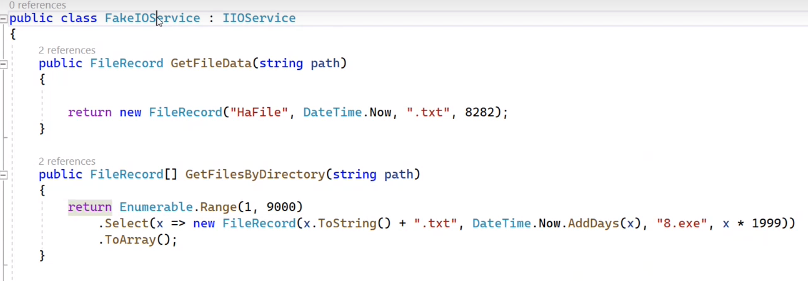 0 references
public class FakeIOService : IIOService
{
2 references
public FileRecord GetFileData(string path)
{
return new FileRecord("HaFile", DateTime.Now, ".txt", 8282);
}
2 references
public FileRecord[] GetFilesByDirectory(string path)
{
return Enumerable.Range(1, 9000)
.Select(x => new FileRecord(x.ToString() + ".txt", DateTime.Now.AddDays(x), "8.exe", x * 1999))
.ToArray();
}